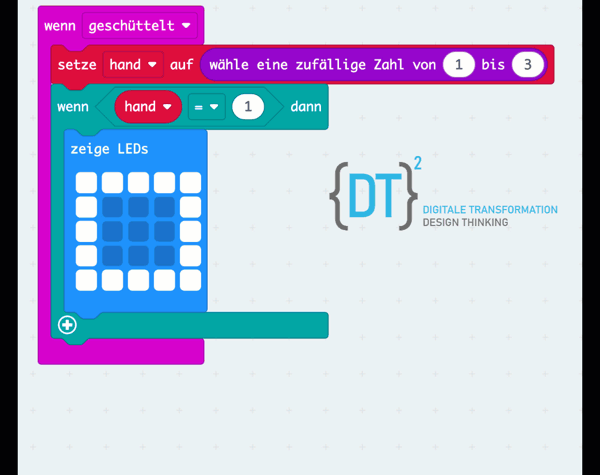 wenn geschüttelt
setze hand auf wähle eine zufällige Zahl von 1 bis 3
wenn hand = 1 dann
zeige LEDs
{DT}²
DIGITALE TRANSFORMATION
DESIGN THINKING